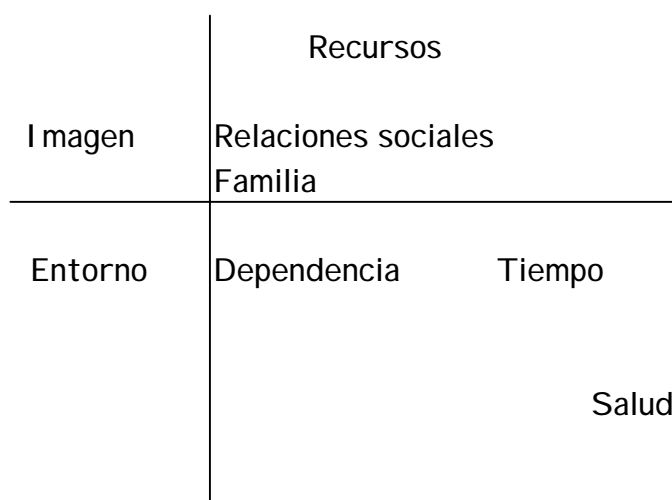 Recursos
Imagen Relaciones sociales
Familia
Entorno Dependencia Tiempo
Salud